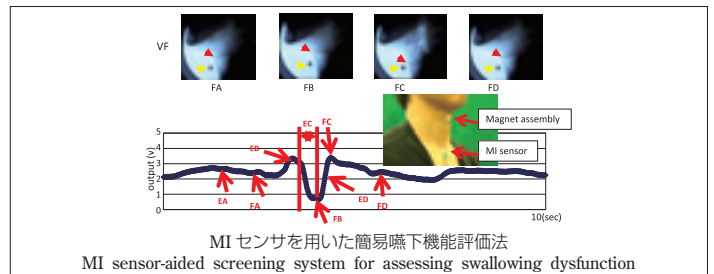 VF
FA FB FC FD
Magnet assembly
MI sensor
EC FC
EB
5
4
3
2
1
0
output (v)
EA FA ED FD
FB
10(sec)
MI センサを用いた簡易嚥下機能評価法
MI sensor-aided screening system for assessing swallowing dysfunction